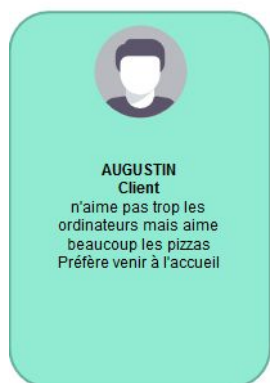 AUGUSTIN
Client
n'aime pas trop les
ordinateurs mais aime
beaucoup les pizzas
Préfère venir à l'accueil